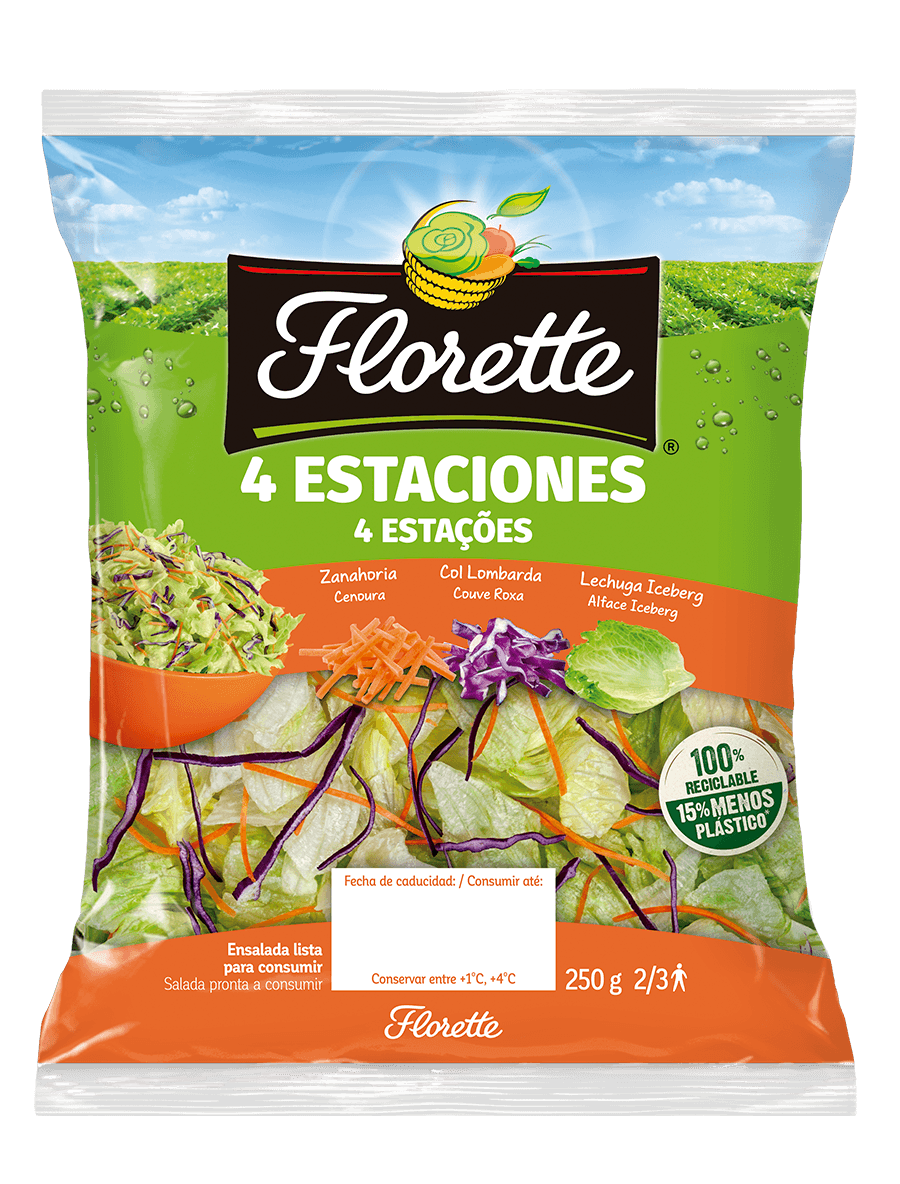 Florette
®
4 ESTACIONES
4 ESTAÇÕES
Zanahoria
Cenoura
Col Lombarda
Couve Roxa
Lechuga Iceberg
Alface Iceberg
100%
RECICLABLE
15% MENOS
PLÁSTICO*
Fecha de caducidad: / Consumir até:
Conservar entre +1°C, +4°C
Ensalada lista
para consumir
Salada pronta a consumir
250 g 2/3
Florette